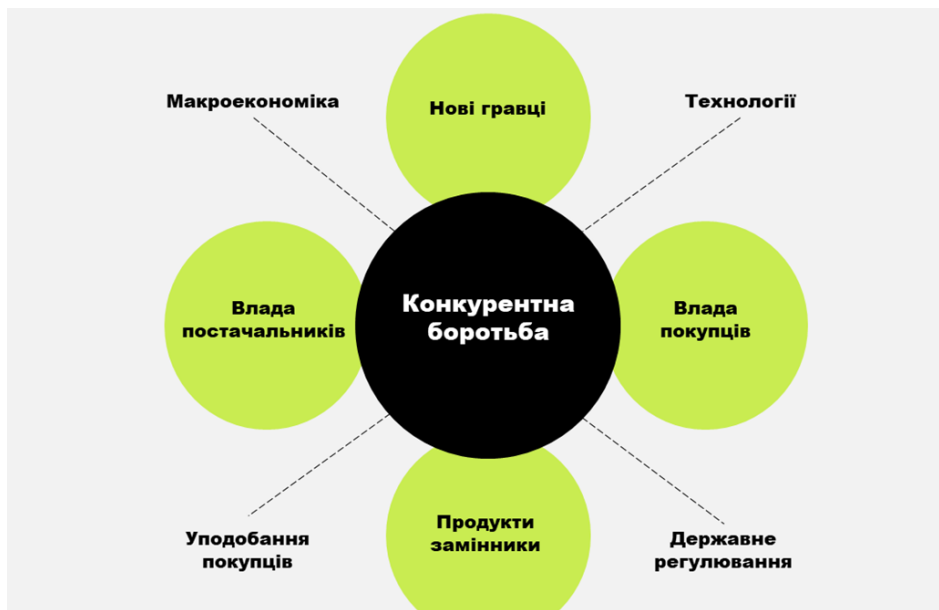 Макроекономіка
Нові гравці
Технології
Влада
постачальників
Конкурентна
боротьба
Влада
покупців
Уподобання
покупців
Продукти
замінники
Державне
регулювання